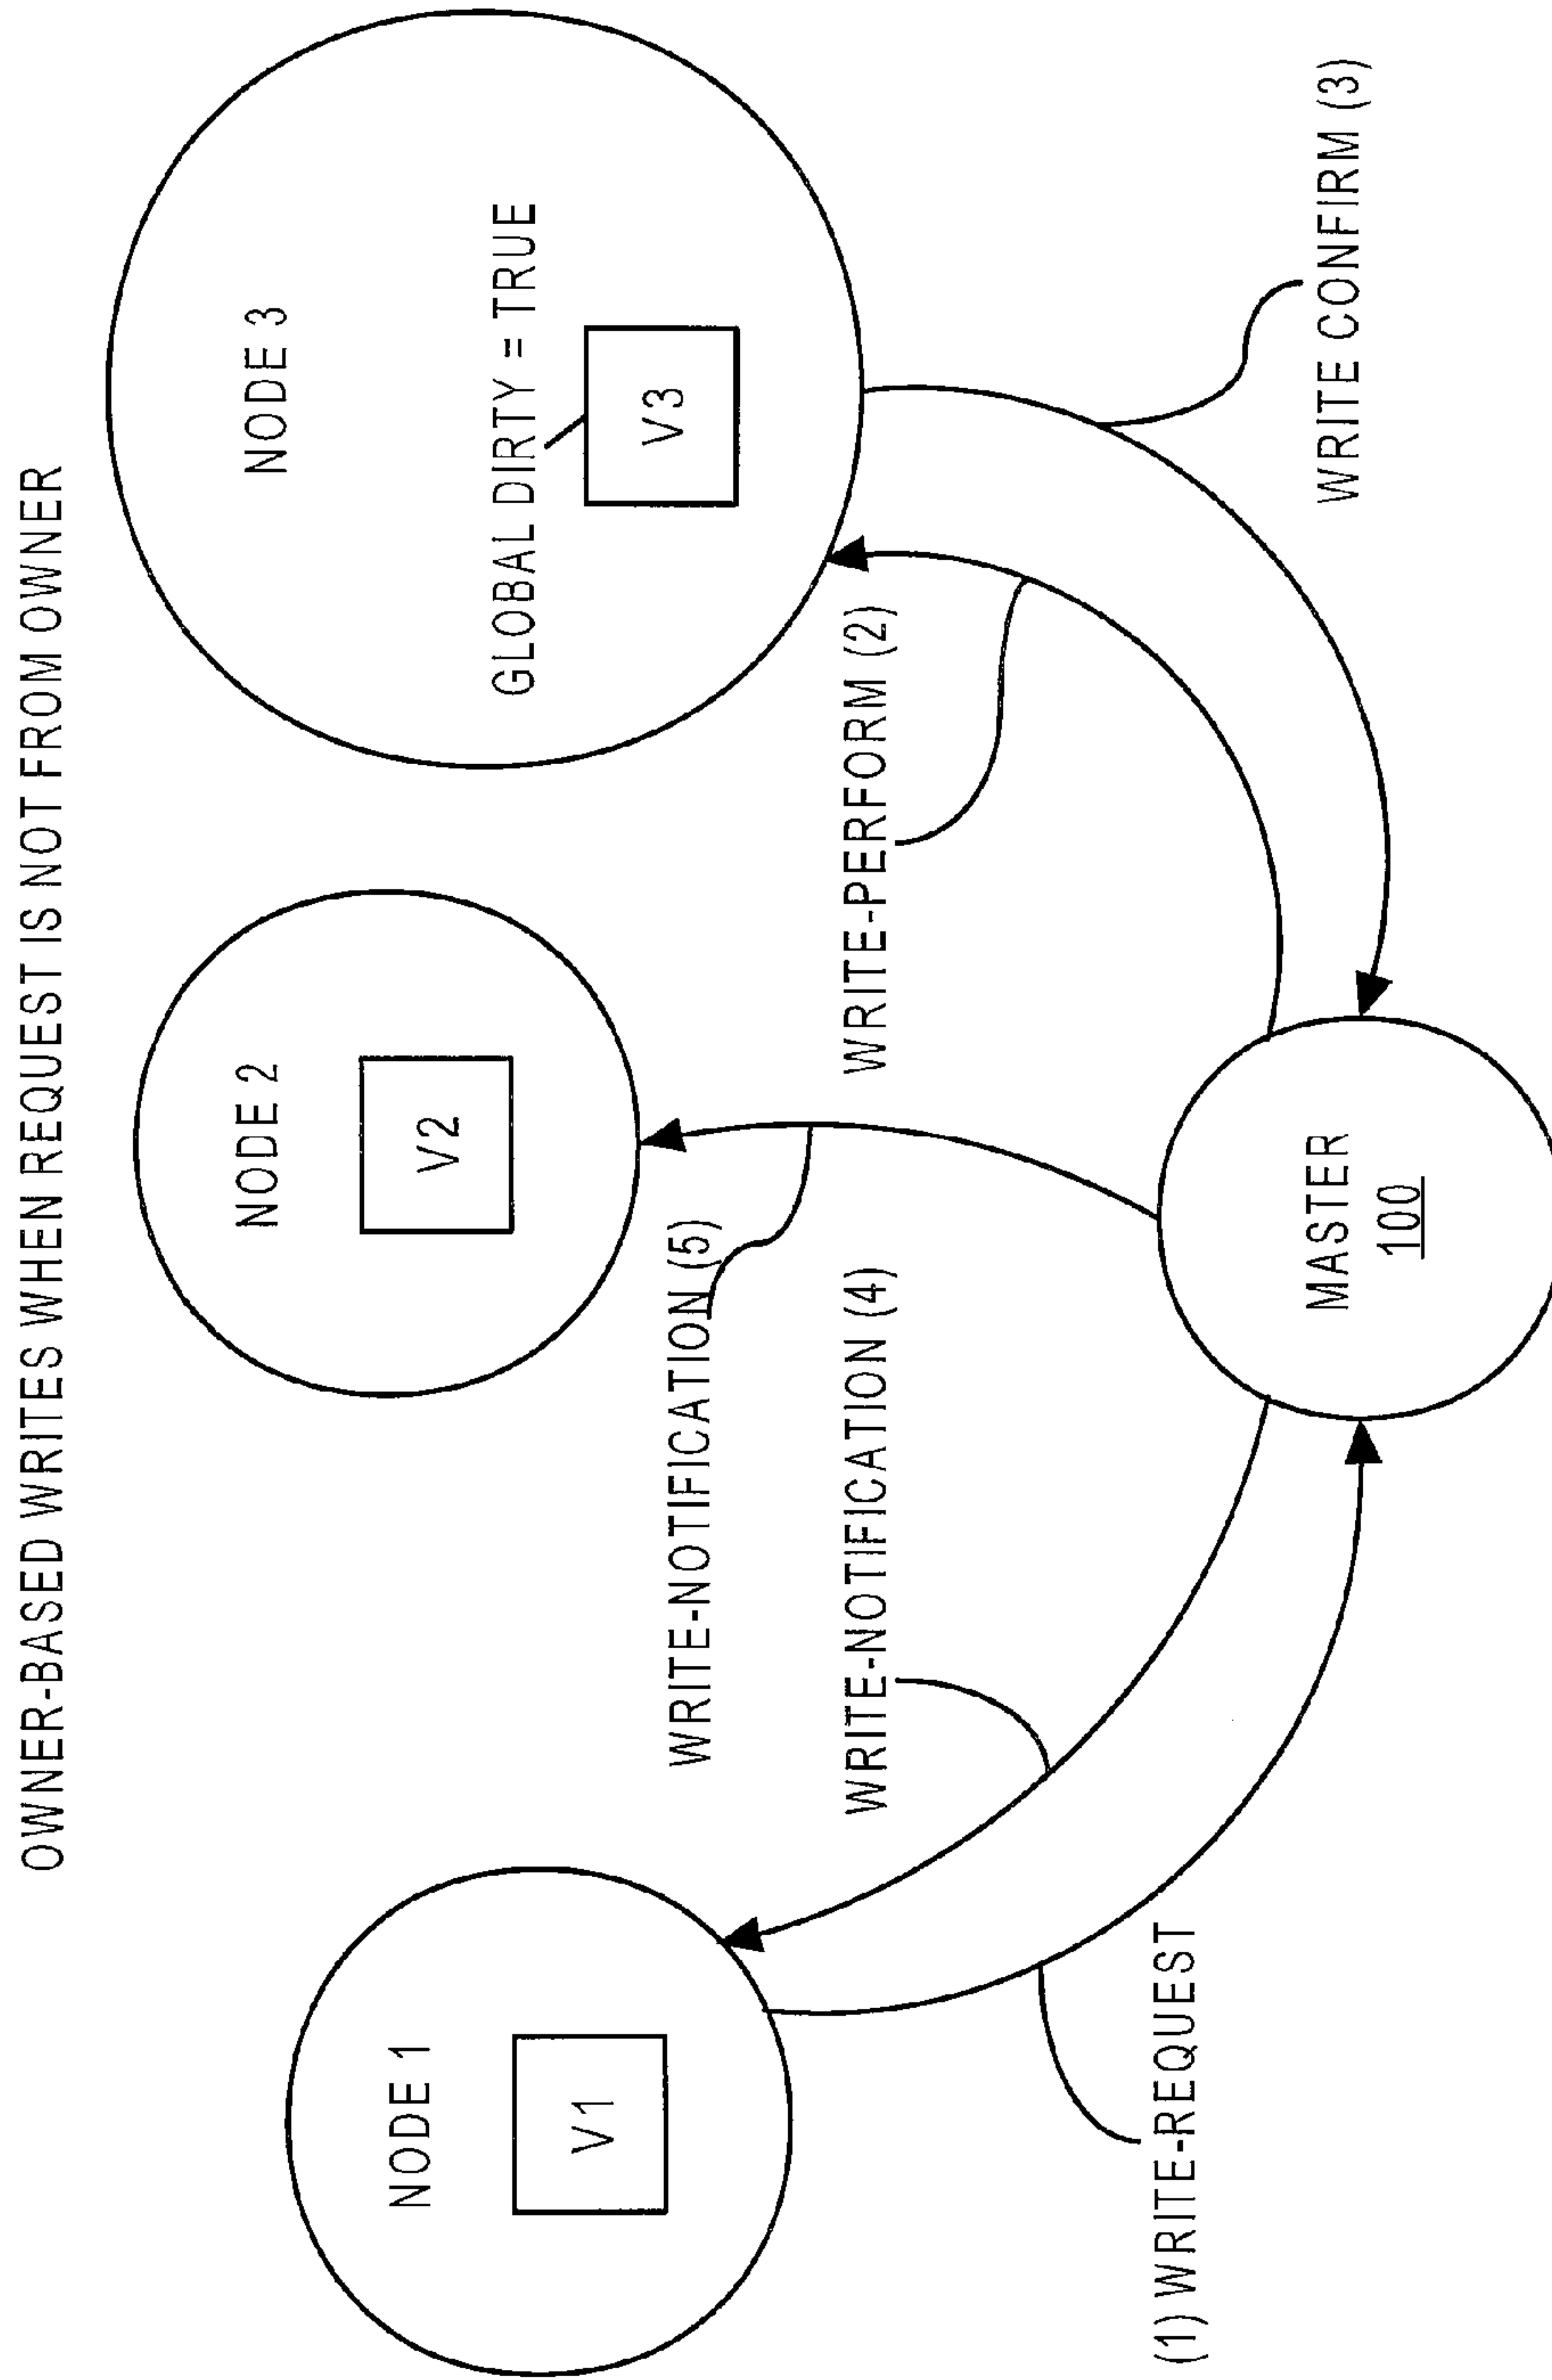 OWNER-BASED WRITES WHEN REQUEST IS NOT FROM OWNER
NODE 1
V1
NODE 2
V2
NODE 3
GLOBAL DIRTY = TRUE
V3
WRITE-NOTIFICATION (5)
WRITE-NOTIFICATION (4)
WRITE-PERFORM (2)
(1) WRITE-REQUEST
MASTER
100
WRITE CONFIRM (3)